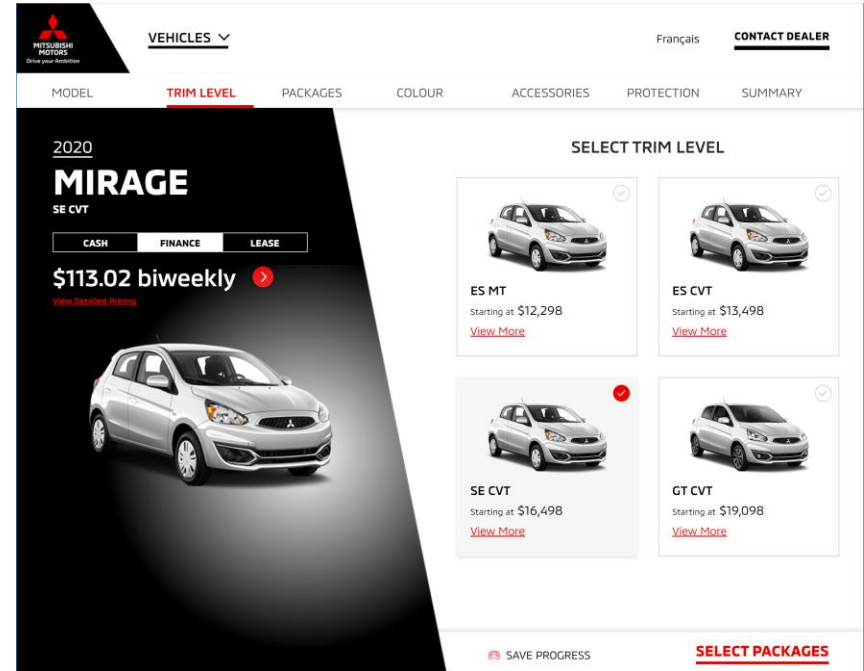 MITSUBISHI
MOTORS
Drive your Ambition
VEHICLES
Français
CONTACT DEALER
MODEL
TRIM LEVEL
PACKAGES
COLOUR
ACCESSORIES
PROTECTION
SUMMARY
2020
MIRAGE
SE CVT
CASH
FINANCE
LEASE
$113.02 biweekly
View Detailed Pricing
SELECT TRIM LEVEL
ES MT
Starting at $12,298
View More
ES CVT
Starting at $13,498
View More
SE CVT
Starting at $16,498
View More
GT CVT
Starting at $19,098
View More
SAVE PROGRESS
SELECT PACKAGES